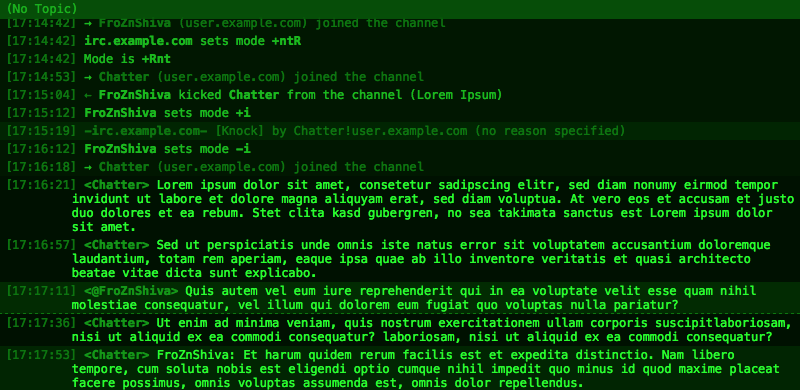 (No Topic)
[17:14:42] → FroZnShiva (user.example.com) joined the channel
[17:14:42] irc.example.com sets mode +ntR
[17:14:42] Mode is +Rnt
[17:14:53] → Chatter (user.example.com) joined the channel
[17:15:04] ← FroZnShiva kicked Chatter from the channel (Lorem Ipsum)
[17:15:12] FroZnShiva sets mode +i
[17:15:19] -irc.example.com- [Knock] by Chatter!user.example.com (no reason specified)
[17:16:12] FroZnShiva sets mode -i
[17:16:18] → Chatter (user.example.com) joined the channel
[17:16:21] <Chatter> Lorem ipsum dolor sit amet, consetetur sadipscing elitr, sed diam nonumy eirmod tempor
invidunt ut labore et dolore magna aliquyam erat, sed diam voluptua. At vero eos et accusam et justo
duo dolores et ea rebum. Stet clita kasd gubergren, no sea takimata sanctus est Lorem ipsum dolor
sit amet.
[17:16:57] <Chatter> Sed ut perspiciatis unde omnis iste natus error sit voluptatem accusantium doloremque
laudantium, totam rem aperiam, eaque ipsa quae ab illo inventore veritatis et quasi architecto
beatae vitae dicta sunt explicabo.
[17:17:11] <@FroZnShiva> Quis autem vel eum iure reprehenderit qui in ea voluptate velit esse quam nihil
molestiae consequatur, vel illum qui dolorem eum fugiat quo voluptas nulla pariatur?
[17:17:36] <Chatter> Ut enim ad minima veniam, quis nostrum exercitationem ullam corporis suscipitlaboriosam,
nisi ut aliquid ex ea commodi consequatur? laboriosam, nisi ut aliquid ex ea commodi consequatur?
[17:17:53] <Chatter> FroZnShiva: Et harum quidem rerum facilis est et expedita distinctio. Nam libero
tempore, cum soluta nobis est eligendi optio cumque nihil impedit quo minus id quod maxime placeat
facere possimus, omnis voluptas assumenda est, omnis dolor repellendus.